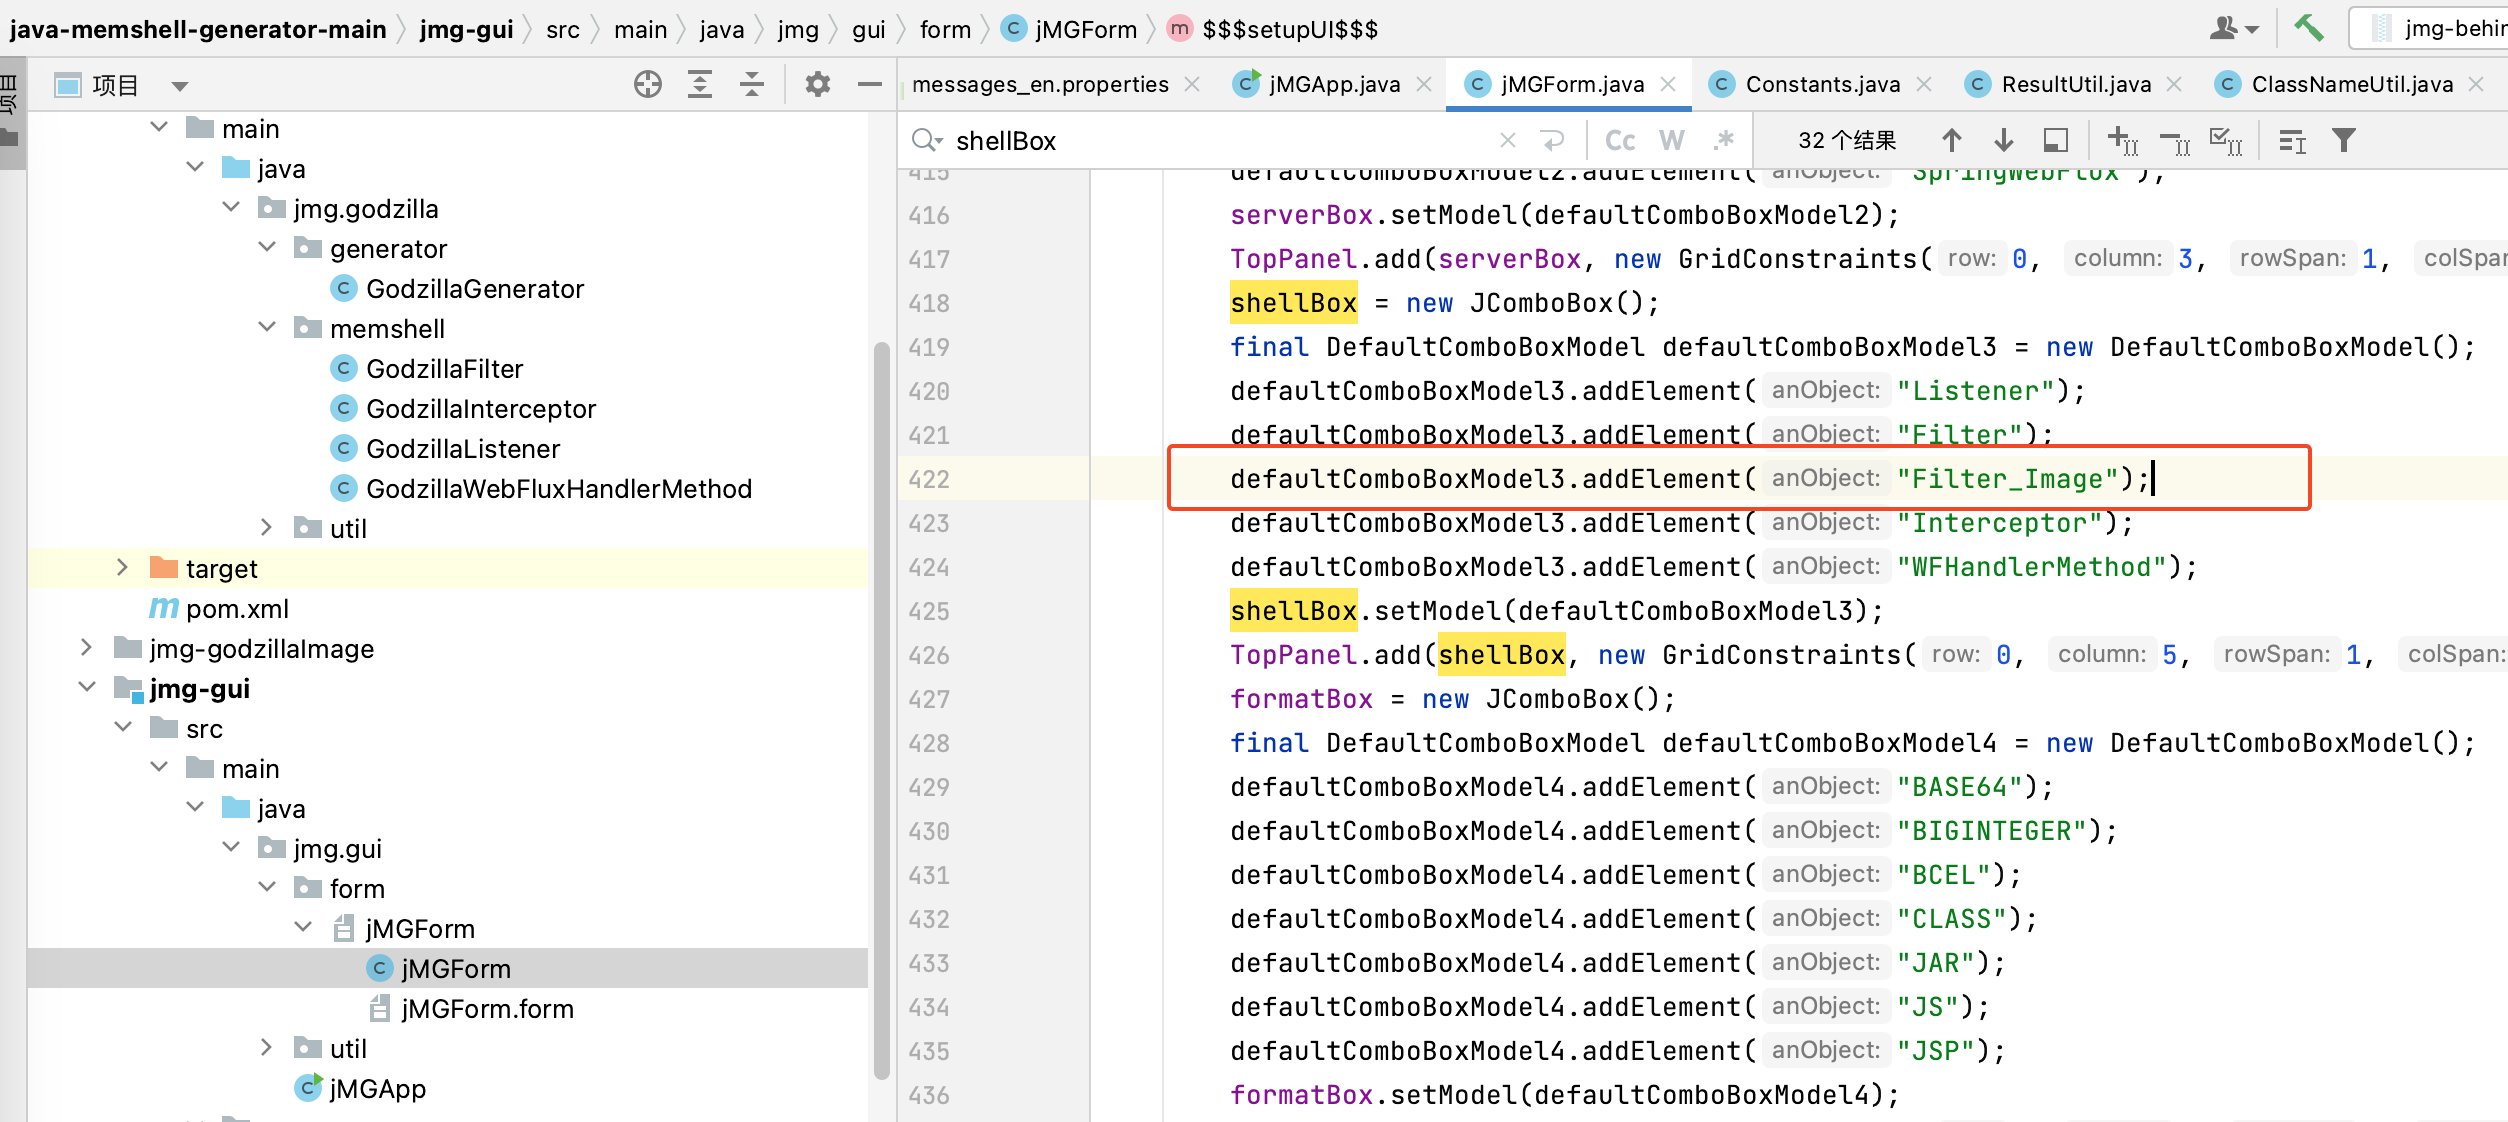 java-memshell-generator-main > jmg-gui > src > main > java > jmg > gui > form > jMGForm > $$$setupUI$$$
jmg-behin
项目
项目
main
java
jmg.godzilla
generator
GodzillaGenerator
memshell
GodzillaFilter
GodzillaInterceptor
GodzillaListener
GodzillaWebFluxHandlerMethod
util
target
pom.xml
jmg-godzillaImage
jmg-gui
src
main
java
jmg.gui
form
jMGForm
jMGForm
jMGForm.form
util
jMGApp
messages_en.properties jMGApp.java jMGForm.java Constants.java ResultUtil.java ClassNameUtil.java
shellBox Cc W .* 32 个结果
415 defaultComboBoxModel2.addElement( anObject: "SpringWebFlux");
416 serverBox.setModel(defaultComboBoxModel2);
417 TopPanel.add(serverBox, new GridConstraints( row: 0, column: 3, rowSpan: 1, colSpan
418 shellBox = new JComboBox();
419 final DefaultComboBoxModel defaultComboBoxModel3 = new DefaultComboBoxModel();
420 defaultComboBoxModel3.addElement( anObject: "Listener");
421 defaultComboBoxModel3.addElement( anObject: "Filter");
422 defaultComboBoxModel3.addElement( anObject: "Filter_Image");
423 defaultComboBoxModel3.addElement( anObject: "Interceptor");
424 defaultComboBoxModel3.addElement( anObject: "WFHandlerMethod");
425 shellBox.setModel(defaultComboBoxModel3);
426 TopPanel.add(shellBox, new GridConstraints( row: 0, column: 5, rowSpan: 1, colSpan:
427 formatBox = new JComboBox();
428 final DefaultComboBoxModel defaultComboBoxModel4 = new DefaultComboBoxModel();
429 defaultComboBoxModel4.addElement( anObject: "BASE64");
430 defaultComboBoxModel4.addElement( anObject: "BIGINTEGER");
431 defaultComboBoxModel4.addElement( anObject: "BCEL");
432 defaultComboBoxModel4.addElement( anObject: "CLASS");
433 defaultComboBoxModel4.addElement( anObject: "JAR");
434 defaultComboBoxModel4.addElement( anObject: "JS");
435 defaultComboBoxModel4.addElement( anObject: "JSP");
436 formatBox.setModel(defaultComboBoxModel4);